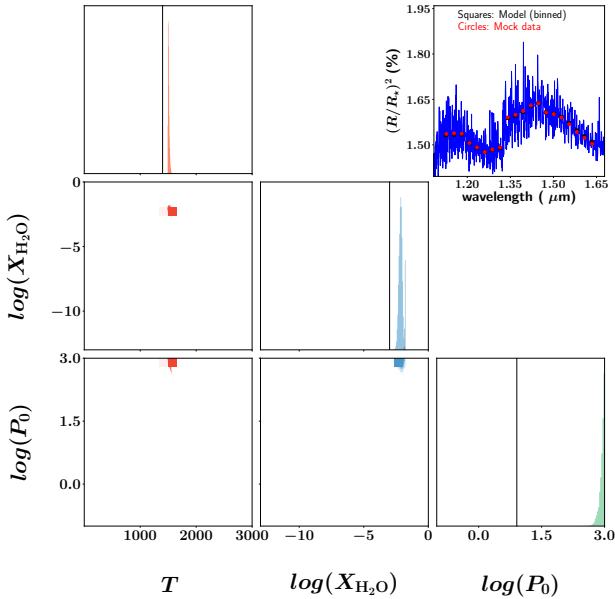 Squares: Model (binned)
Circles: Mock data
1.95
1.80
1.65
1.50
(R/R⋆)² (%)
1.20 1.35 1.50 1.65
wavelength ( μm)
0
−5
−10
log(X_H₂O)
3.0
1.5
0.0
log(P₀)
1000 2000 3000
−10 −5 0
0.0 1.5 3.0
T
log(X_H₂O)
log(P₀)